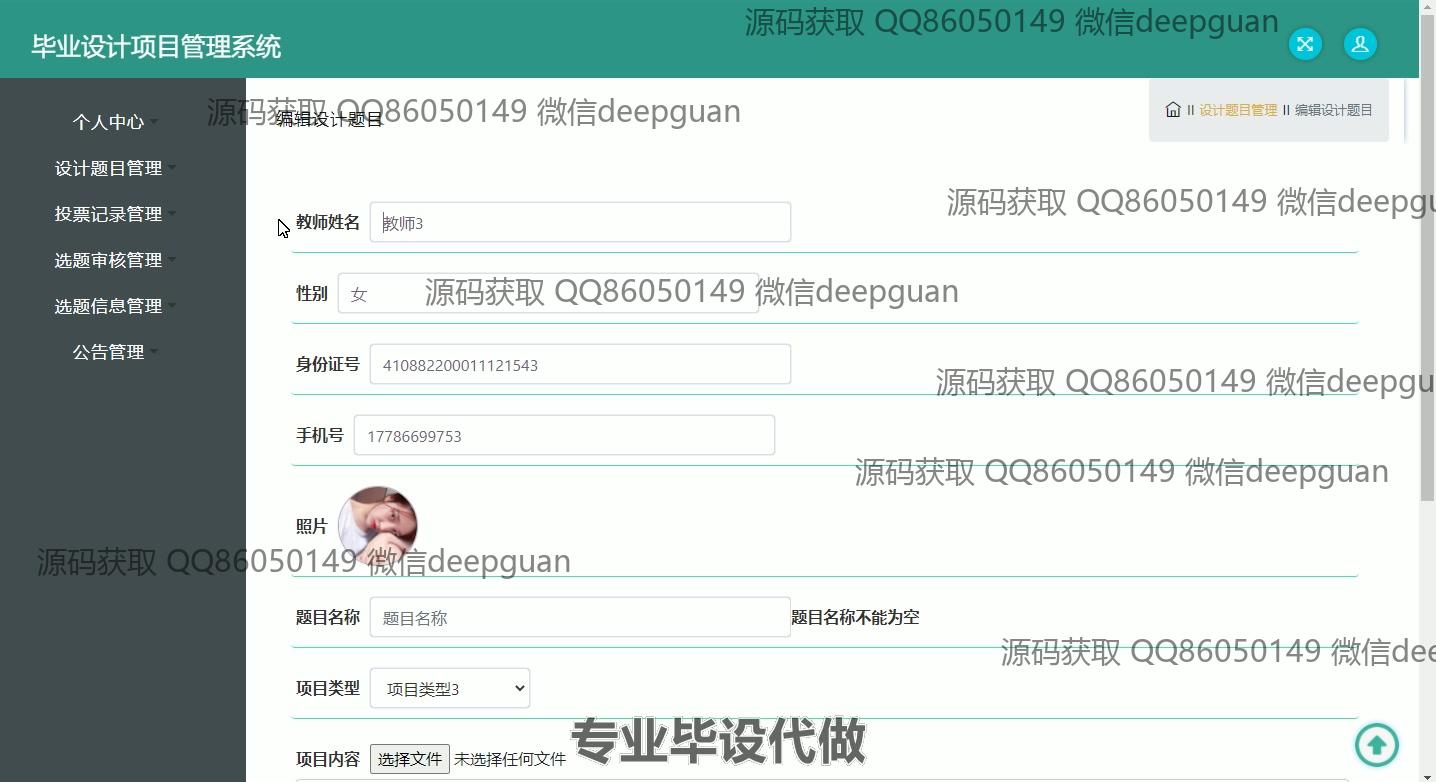 源码获取 QQ86050149 微信deepguan
毕业设计项目管理系统
源码获取 QQ86050149 微信deepguan
编辑设计题目
设计题目管理 编辑设计题目
个人中心
设计题目管理
投票记录管理
选题审核管理
选题信息管理
公告管理
源码获取 QQ86050149 微信deepgu
教师姓名 教师3
性别 女
源码获取 QQ86050149 微信deepguan
身份证号 410882200011121543
源码获取 QQ86050149 微信deepgu
手机号 17786699753
源码获取 QQ86050149 微信deepguan
照片
源码获取 QQ86050149 微信deepguan
题目名称 题目名称 题目名称不能为空
源码获取 QQ86050149 微信dee
项目类型 项目类型3
项目内容 选择文件 未选择任何文件
专业毕设代做